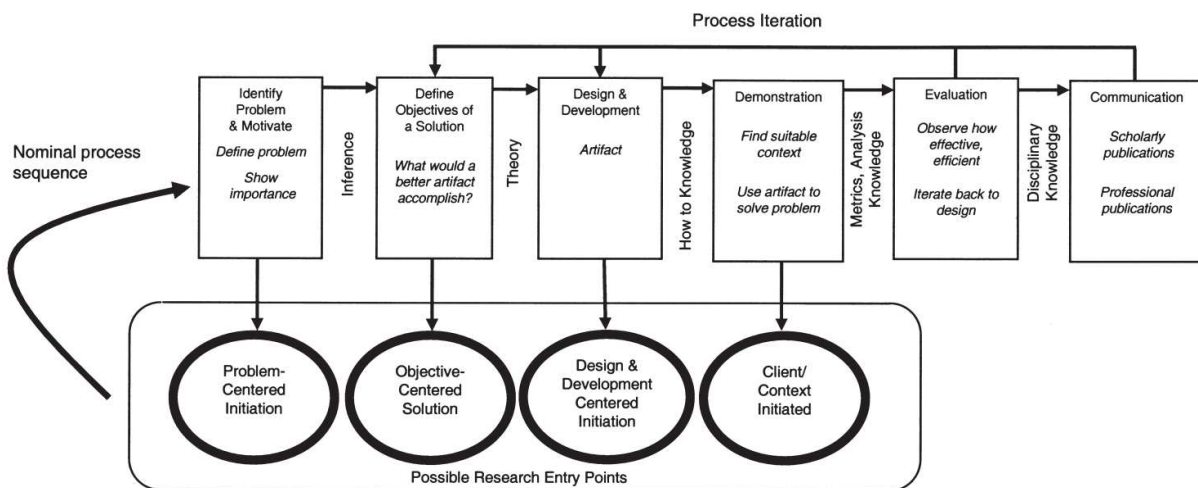 Process Iteration
Nominal process
sequence
Identify
Problem
& Motivate
Define problem
Show
importance
Inference
Define
Objectives of
a Solution
What would a
better artifact
accomplish?
Theory
Design &
Development
Artifact
How to Knowledge
Demonstration
Find suitable
context
Use artifact to
solve problem
Metrics, Analysis
Knowledge
Evaluation
Observe how
effective,
efficient
Iterate back to
design
Disciplinary
Knowledge
Communication
Scholarly
publications
Professional
publications
Problem-
Centered
Initiation
Objective-
Centered
Solution
Design &
Development
Centered
Initiation
Client/
Context
Initiated
Possible Research Entry Points